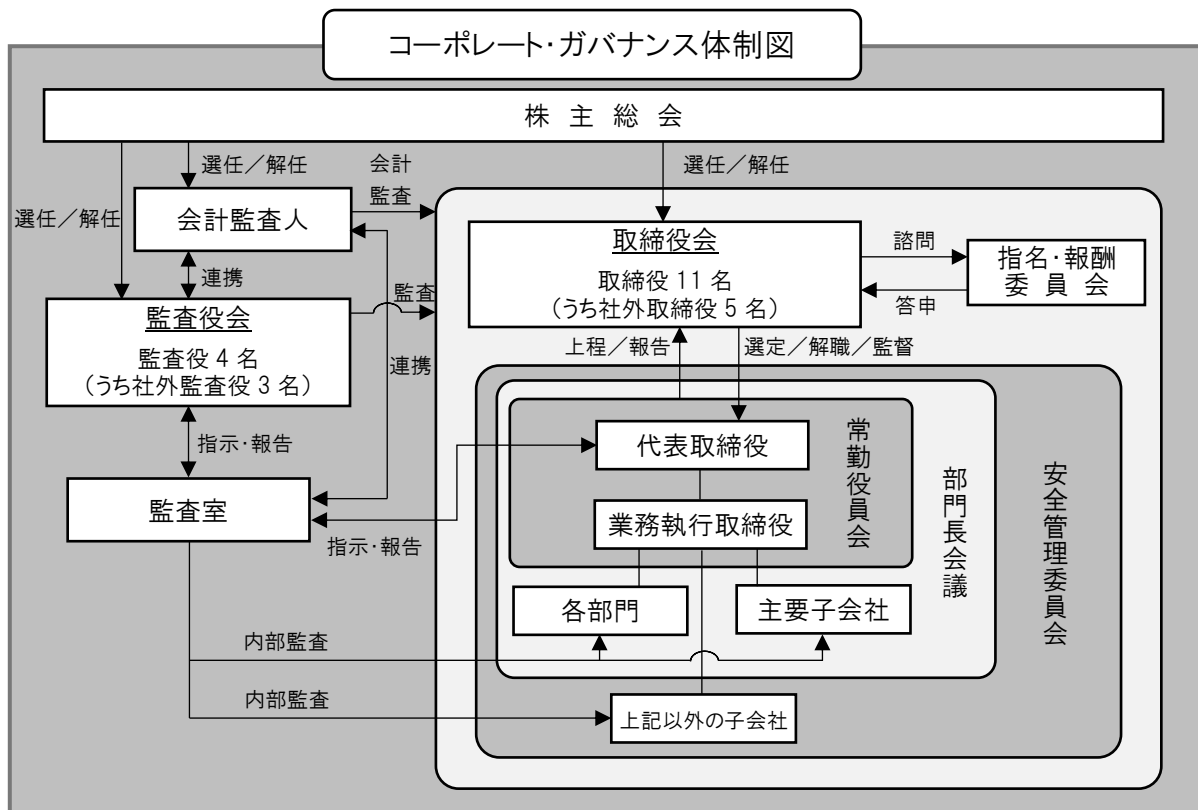 コーポレート・ガバナンス体制図
株主総会
選任／解任
選任／解任
会計
監査
選任／解任
会計監査人
連携
監査
監査役会
監査役 4 名
（うち社外監査役 3 名）
連携
指示・報告
監査室
指示・報告
取締役会
取締役 11 名
（うち社外取締役 5 名）
諮問
答申
指名・報酬
委員会
上程／報告
選定／解職／監督
代表取締役
業務執行取締役
常勤役員会
部門長会議
安全管理委員会
各部門
主要子会社
内部監査
内部監査
上記以外の子会社